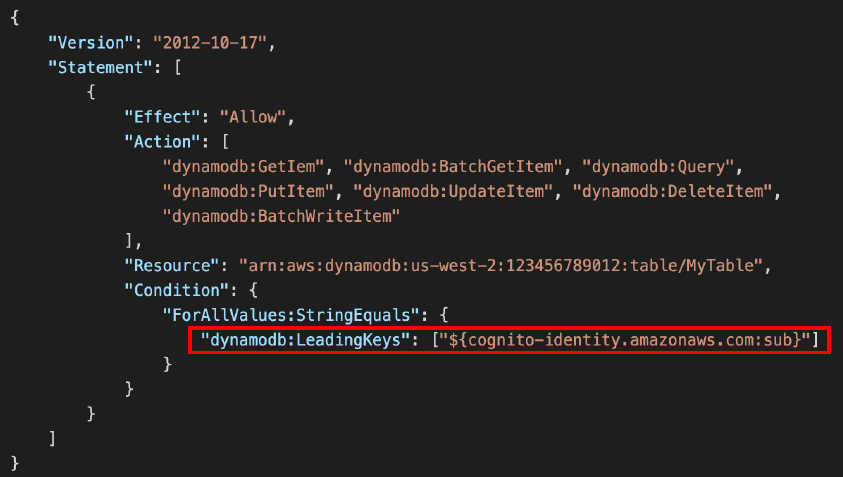 {
"Version": "2012-10-17",
"Statement": [
{
"Effect": "Allow",
"Action": [
"dynamodb:GetIem", "dynamodb:BatchGetItem", "dynamodb:Query",
"dynamodb:PutItem", "dynamodb:UpdateItem", "dynamodb:DeleteItem",
"dynamodb:BatchWriteItem"
],
"Resource": "arn:aws:dynamodb:us-west-2:123456789012:table/MyTable",
"Condition": {
"ForAllValues:StringEquals": {
"dynamodb:LeadingKeys": ["${cognito-identity.amazonaws.com:sub}"]
}
}
}
]
}